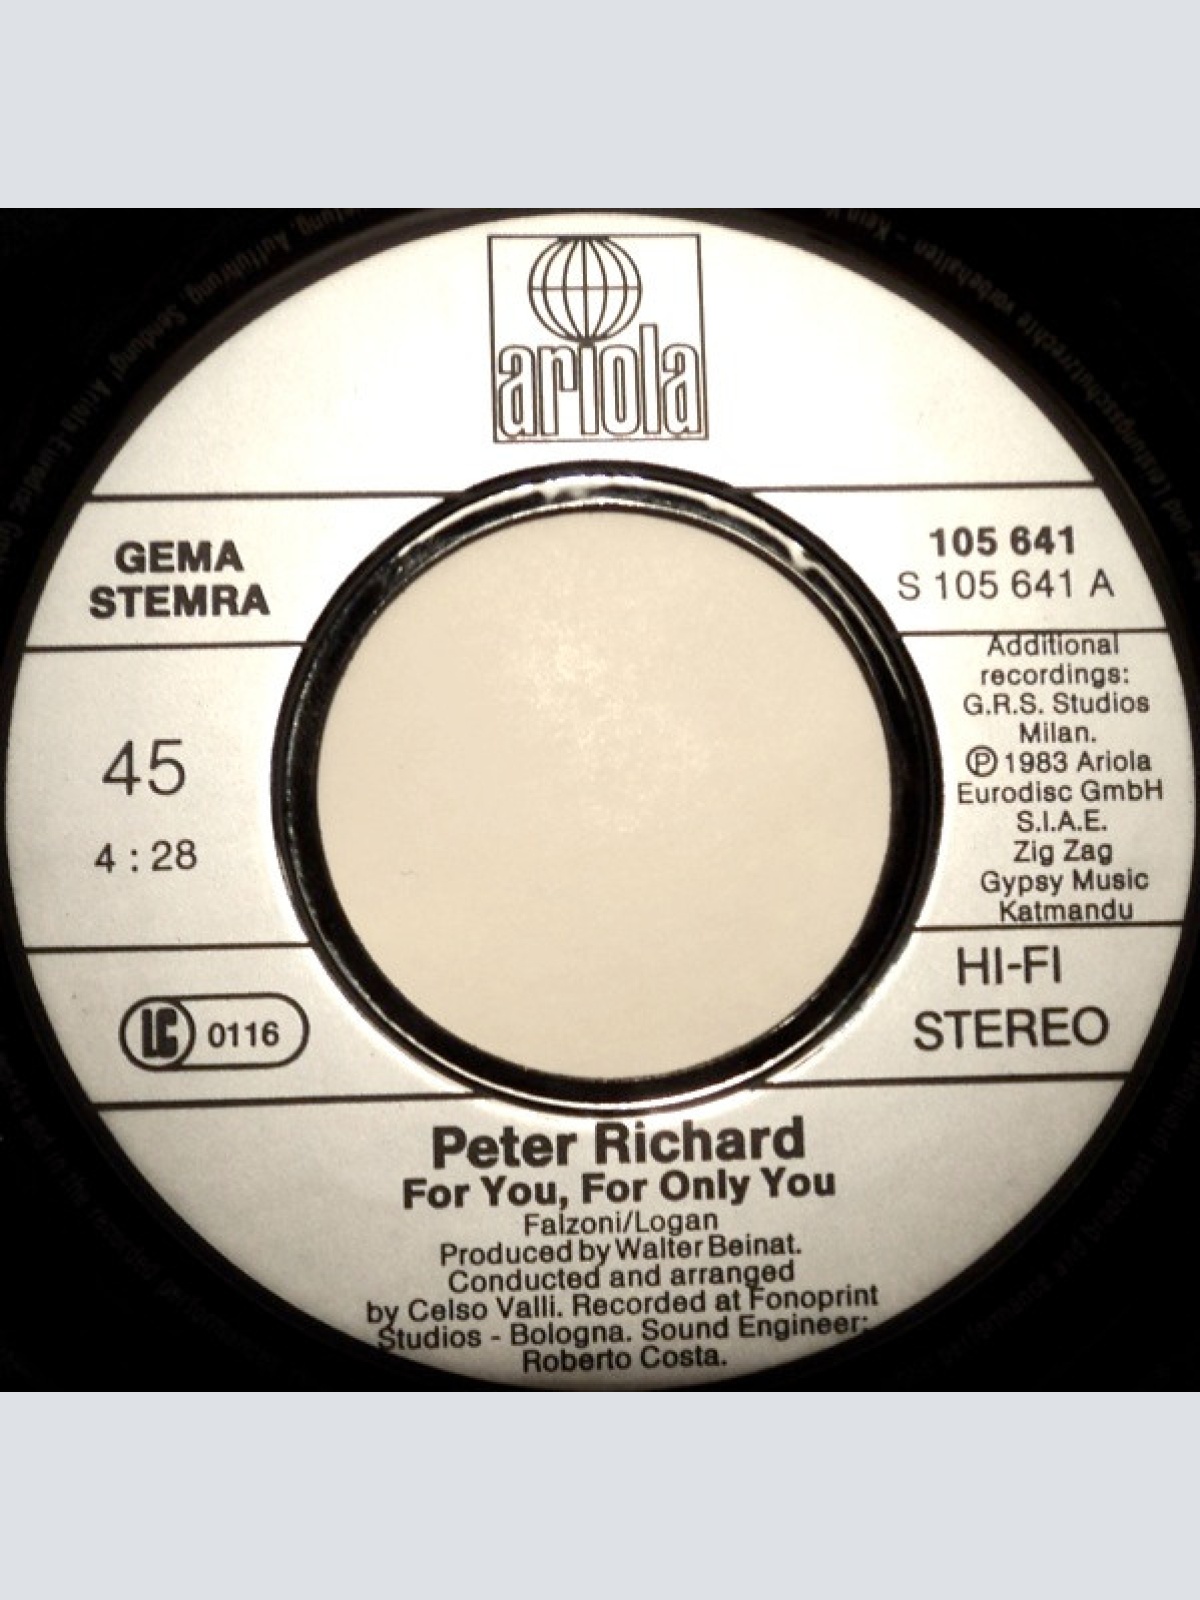 ariola
GEMA
STEMRA
105 641
S 105 641 A
45
4 : 28
Additional
recordings:
G.R.S. Studios
Milan.
Ⓟ 1983 Ariola
Eurodisc GmbH
S.I.A.E.
Zig Zag
Gypsy Music
Katmandu
LC 0116
HI-FI
STEREO
Peter Richard
For You, For Only You
Falzoni/Logan
Produced by Walter Beinat.
Conducted and arranged
by Celso Valli. Recorded at Fonoprint
Studios - Bologna. Sound Engineer:
Roberto Costa.